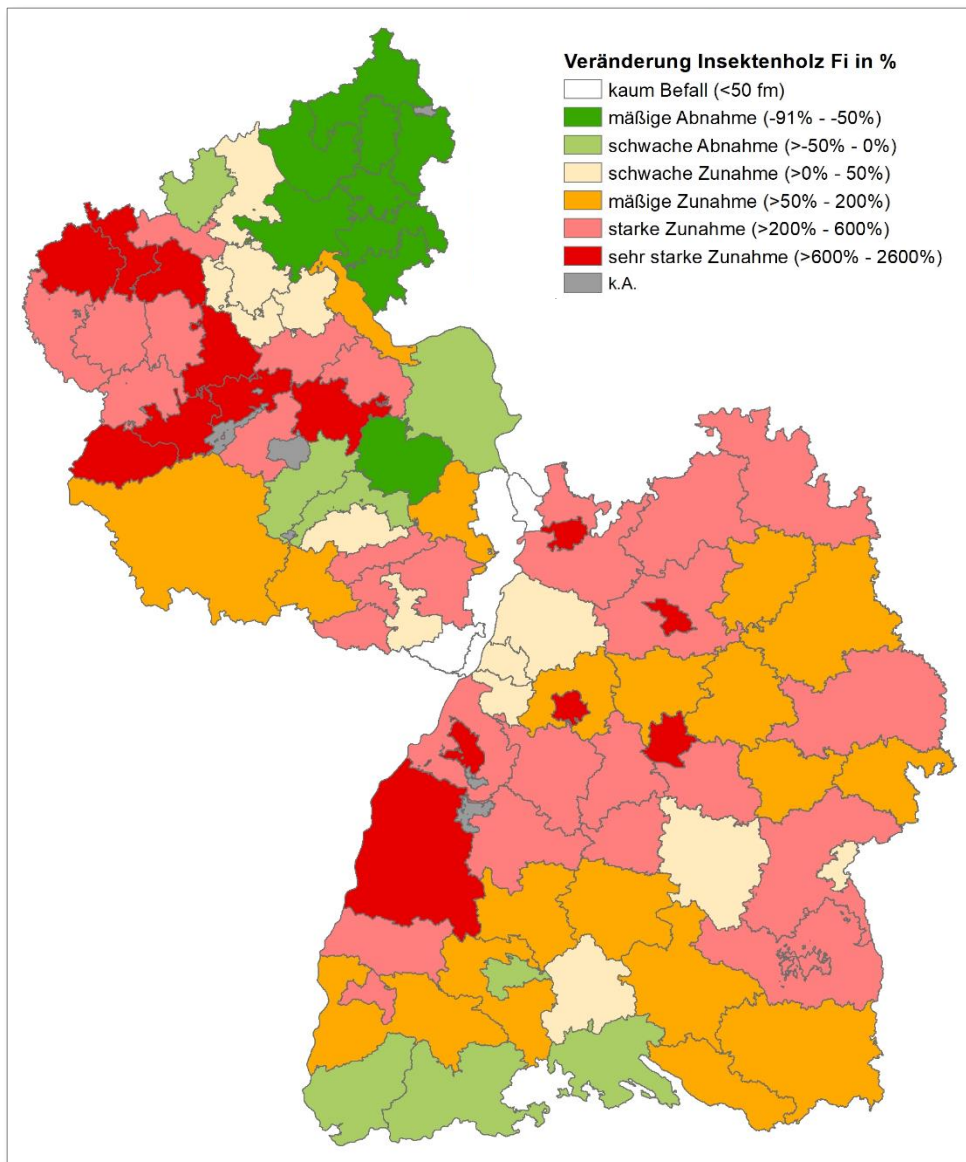 Veränderung Insektenholz Fi in %
kaum Befall (<50 fm)
mäßige Abnahme (-91% - -50%)
schwache Abnahme (>-50% - 0%)
schwache Zunahme (>0% - 50%)
mäßige Zunahme (>50% - 200%)
starke Zunahme (>200% - 600%)
sehr starke Zunahme (>600% - 2600%)
k.A.